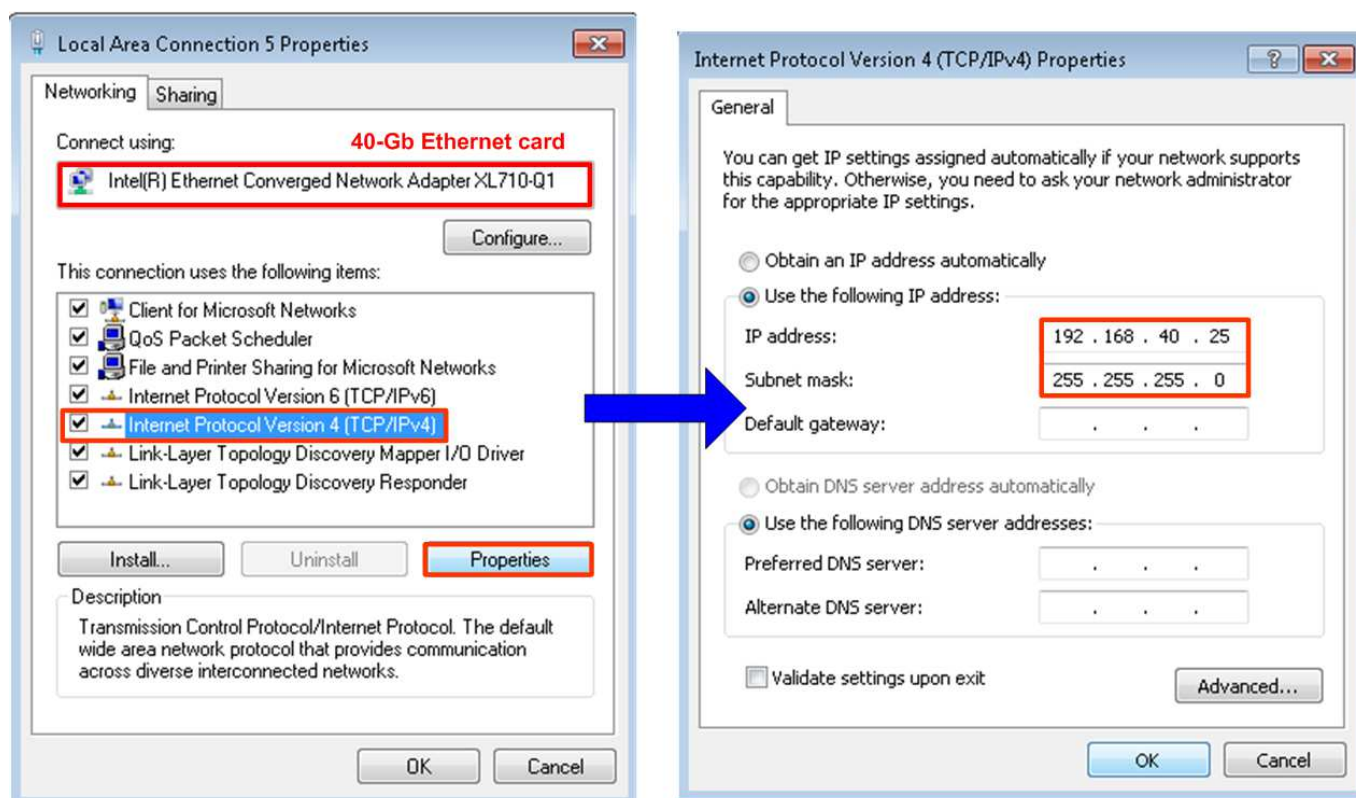 Local Area Connection 5 Properties
Networking
Sharing
Connect using:
40-Gb Ethernet card
Intel(R) Ethernet Converged Network Adapter XL710-Q1
Configure...
This connection uses the following items:
Client for Microsoft Networks
QoS Packet Scheduler
File and Printer Sharing for Microsoft Networks
Internet Protocol Version 6 (TCP/IPv6)
Internet Protocol Version 4 (TCP/IPv4)
Link-Layer Topology Discovery Mapper I/O Driver
Link-Layer Topology Discovery Responder
Install...
Uninstall
Properties
Description
Transmission Control Protocol/Internet Protocol. The default
wide area network protocol that provides communication
across diverse interconnected networks.
OK
Cancel
Internet Protocol Version 4 (TCP/IPv4) Properties
General
You can get IP settings assigned automatically if your network supports
this capability. Otherwise, you need to ask your network administrator
for the appropriate IP settings.
Obtain an IP address automatically
Use the following IP address:
IP address: 192 . 168 . 40 . 25
Subnet mask: 255 . 255 . 255 . 0
Default gateway: . . .
Obtain DNS server address automatically
Use the following DNS server addresses:
Preferred DNS server: . . .
Alternate DNS server: . . .
Validate settings upon exit
Advanced...
OK
Cancel